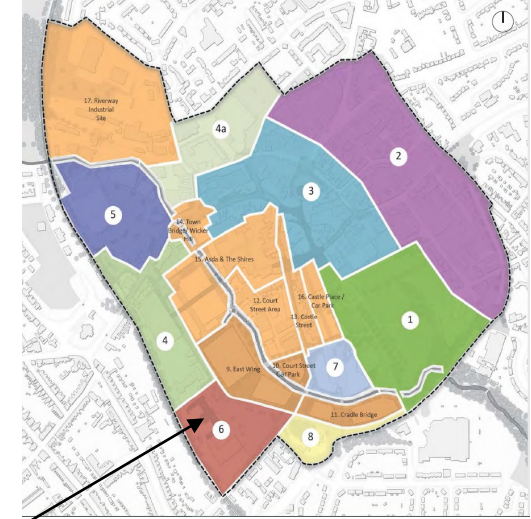 17. Riverway
Industrial
Site
4a
2
3
5
14. Town
Bridge/ Wicker
Hill
15. Asda & The Shires
16. Castle Place /
Car Park
12. Court
Street Area
13. Castle
Street
1
4
9. East Wing
10. Court Street
Car Park
7
11. Cradle Bridge
6
8